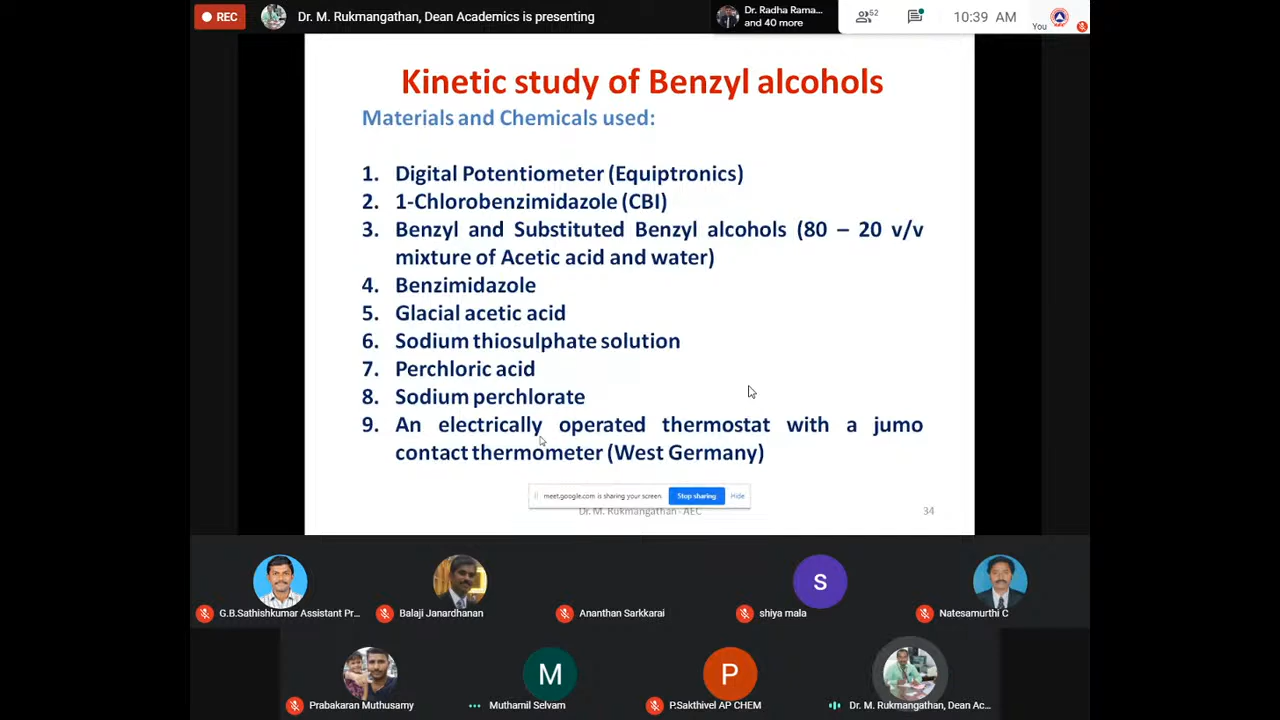 REC
Dr. M. Rukmangathan, Dean Academics is presenting
Dr. Radha Rama...
and 40 more
52
10:39 AM
You
Kinetic study of Benzyl alcohols
Materials and Chemicals used:
1. Digital Potentiometer (Equiptronics)
2. 1-Chlorobenzimidazole (CBI)
3. Benzyl and Substituted Benzyl alcohols (80 – 20 v/v
mixture of Acetic acid and water)
4. Benzimidazole
5. Glacial acetic acid
6. Sodium thiosulphate solution
7. Perchloric acid
8. Sodium perchlorate
9. An electrically operated thermostat with a jumo
contact thermometer (West Germany)
meet.google.com is sharing your screen.
Stop sharing
Hide
Dr. M. Rukmangathan - AEC
34
S
G.B.Sathishkumar Assistant Pr...
Balaji Janardhanan
Ananthan Sarkkarai
shiya mala
Natesamurthi C
M
P
Prabakaran Muthusamy
Muthamil Selvam
P.Sakthivel AP CHEM
Dr. M. Rukmangathan, Dean Ac...